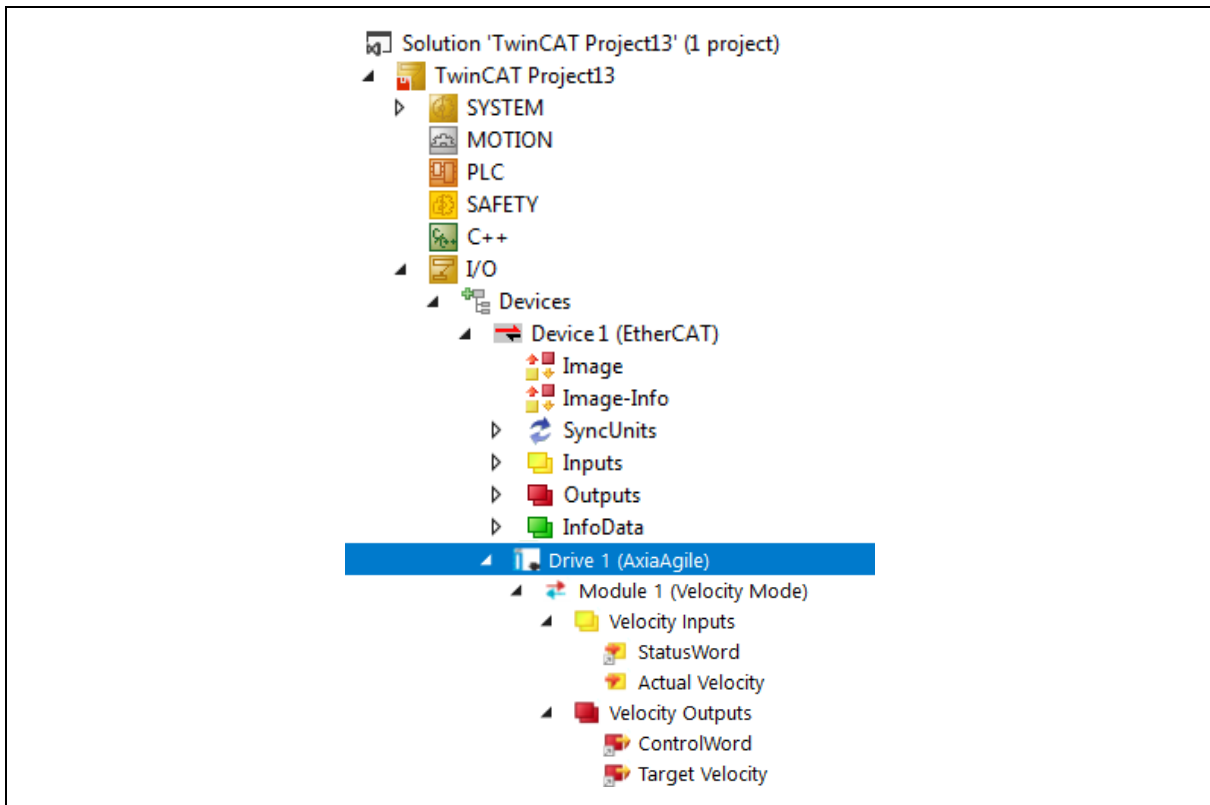 Solution 'TwinCAT Project13' (1 project)
TwinCAT Project13
SYSTEM
MOTION
PLC
SAFETY
C++
I/O
Devices
Device 1 (EtherCAT)
Image
Image-Info
SyncUnits
Inputs
Outputs
InfoData
Drive 1 (AxiaAgile)
Module 1 (Velocity Mode)
Velocity Inputs
StatusWord
Actual Velocity
Velocity Outputs
ControlWord
Target Velocity